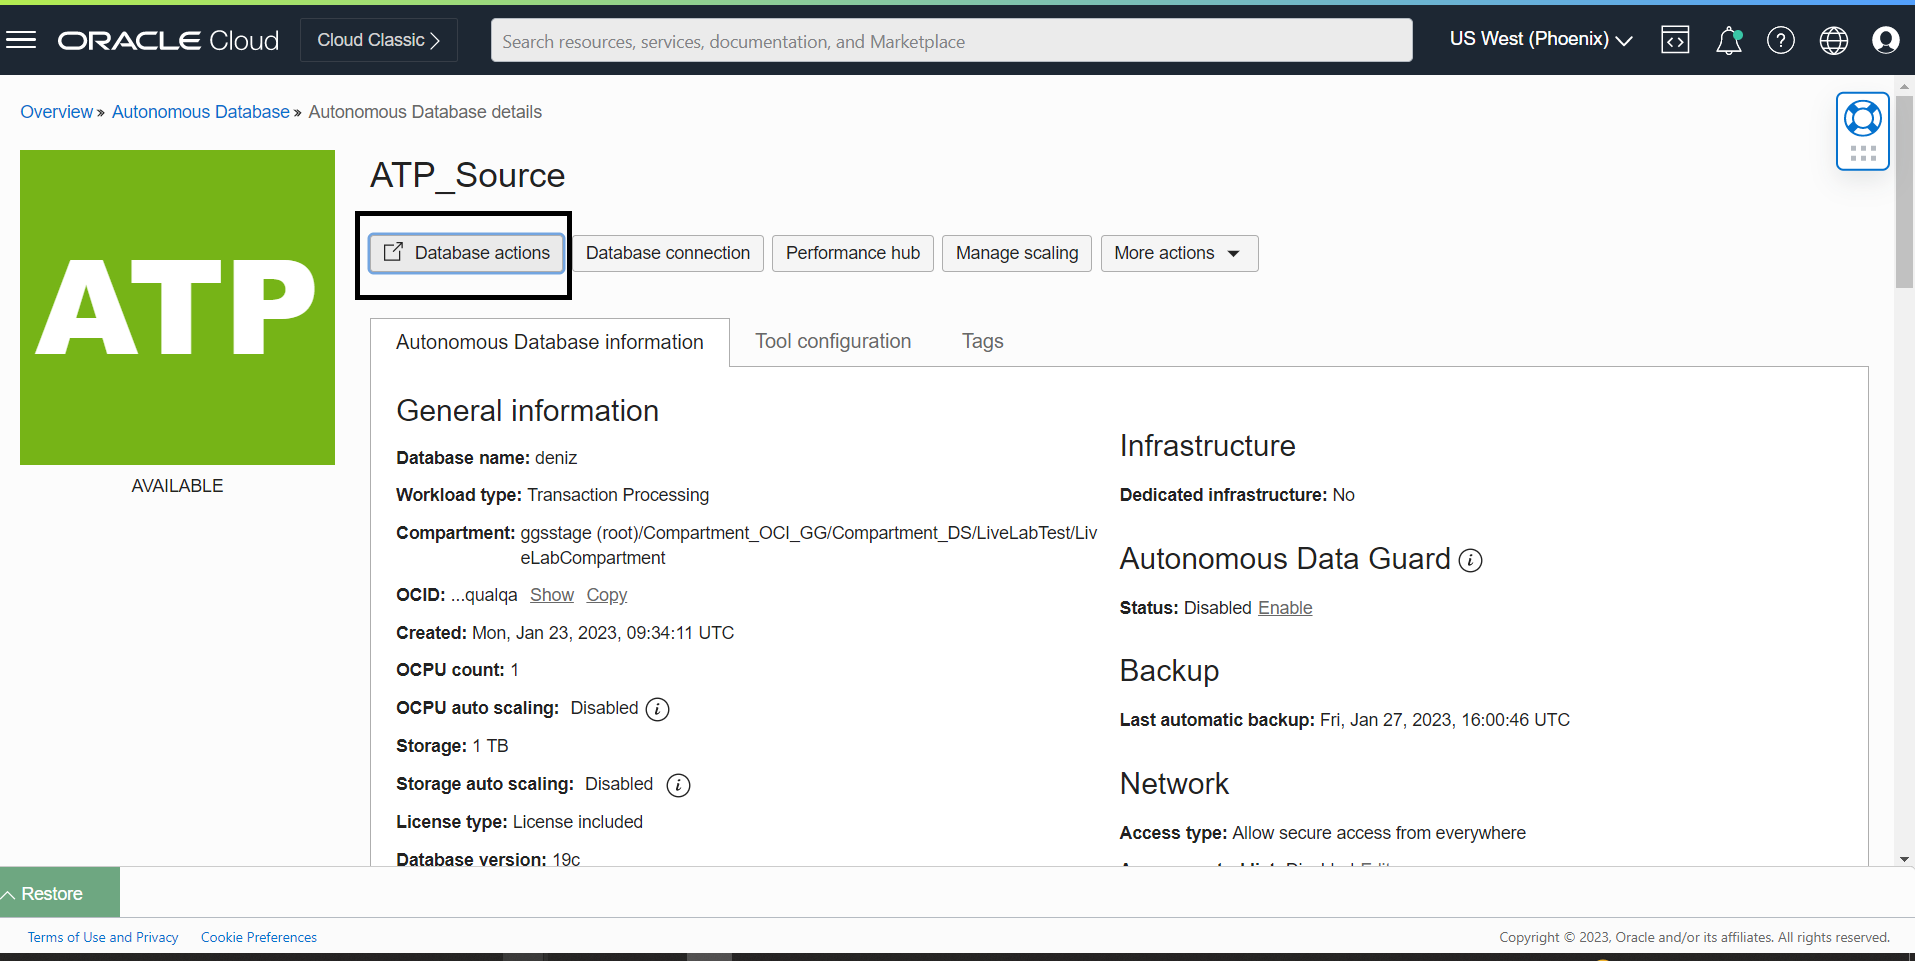 ORACLE Cloud
Cloud Classic
Search resources, services, documentation, and Marketplace
US West (Phoenix)
Overview » Autonomous Database » Autonomous Database details
ATP
AVAILABLE
ATP_Source
Database actions
Database connection
Performance hub
Manage scaling
More actions
Autonomous Database information
Tool configuration
Tags
General information
Database name: deniz
Workload type: Transaction Processing
Compartment: ggsstage (root)/Compartment_OCI_GG/Compartment_DS/LiveLabTest/Liv
eLabCompartment
OCID: ...qualqa Show Copy
Created: Mon, Jan 23, 2023, 09:34:11 UTC
OCPU count: 1
OCPU auto scaling: Disabled
Storage: 1 TB
Storage auto scaling: Disabled
License type: License included
Database version: 19c
Infrastructure
Dedicated infrastructure: No
Autonomous Data Guard
Status: Disabled Enable
Backup
Last automatic backup: Fri, Jan 27, 2023, 16:00:46 UTC
Network
Access type: Allow secure access from everywhere
Restore
Terms of Use and Privacy
Cookie Preferences
Copyright © 2023, Oracle and/or its affiliates. All rights reserved.